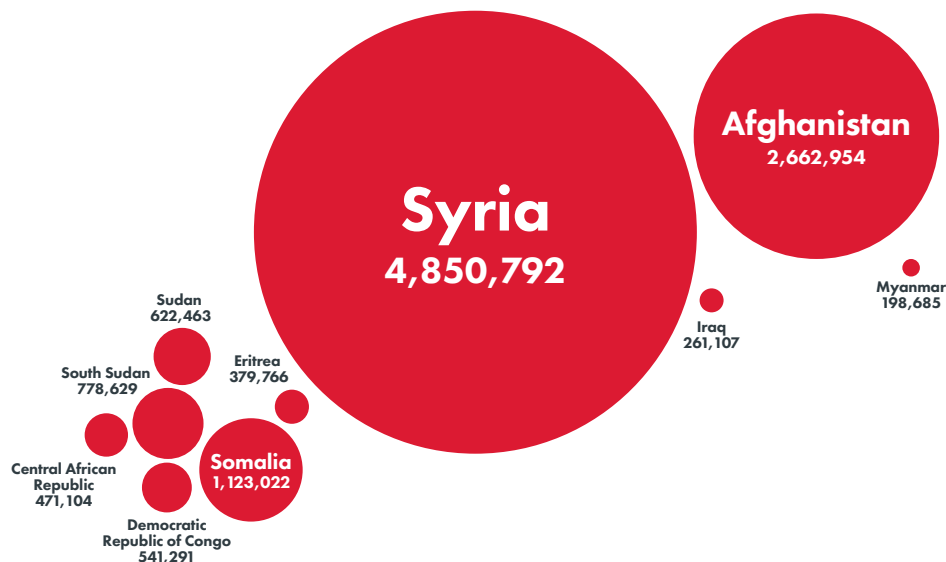 Syria
4,850,792
Afghanistan
2,662,954
Myanmar
198,685
Iraq
261,107
Sudan
622,463
South Sudan
778,629
Eritrea
379,766
Central African
Republic
471,104
Somalia
1,123,022
Democratic
Republic of Congo
541,291